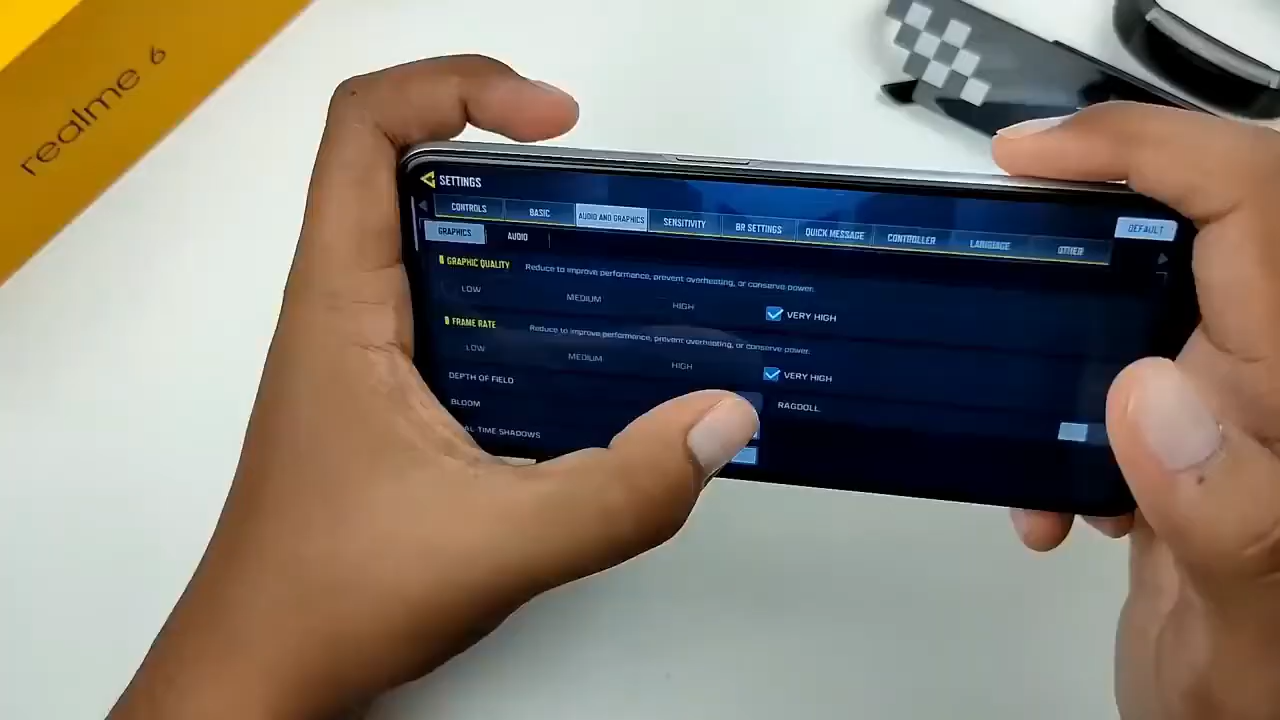 realme 6
SETTINGS
CONTROLS BASIC AUDIO AND GRAPHICS SENSITIVITY BR SETTINGS QUICK MESSAGE CONTROLLER LANGUAGE OTHER DEFAULT
GRAPHICS AUDIO
GRAPHIC QUALITY Reduce to improve performance, prevent overheating, or conserve power.
LOW MEDIUM HIGH VERY HIGH
FRAME RATE Reduce to improve performance, prevent overheating, or conserve power.
LOW MEDIUM HIGH VERY HIGH
DEPTH OF FIELD
BLOOM RAGDOLL
AL TIME SHADOWS